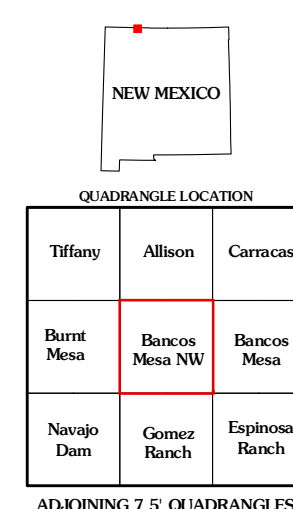 NEW MEXICO
QUADRANGLE LOCATION
Tiffany Allison Carracas
Burnt Mesa Bancos Mesa NW Bancos Mesa
Navajo Dam Gomez Ranch Espinosa Ranch
ADJOINING 7.5' QUADRANGLES